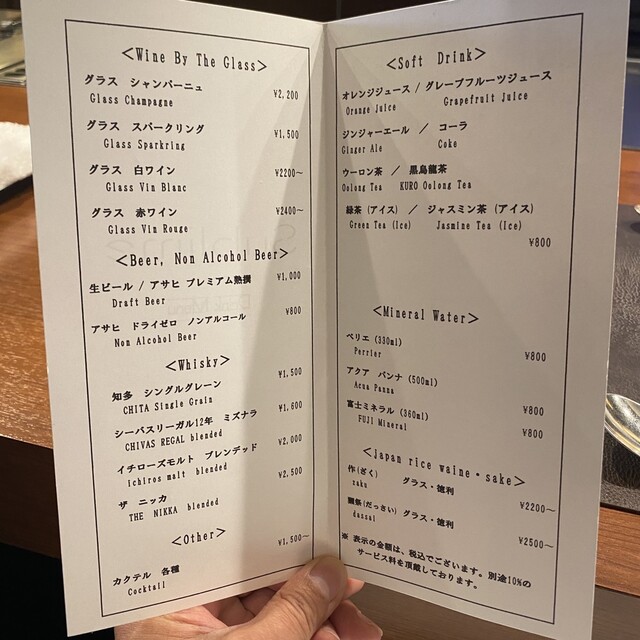 <Wine By The Glass>
グラス シャンパーニュ
Glass Champagne
¥2,200
グラス スパークリング
Glass Sparkring
¥1,500
グラス 白ワイン
Glass Vin Blanc
¥2200～
グラス 赤ワイン
Glass Vin Rouge
¥2400～
<Beer, Non Alcohol Beer>
生ビール / アサヒ プレミアム熟撰
Draft Beer
¥1,000
アサヒ ドライゼロ ノンアルコール
Non Alcohol Beer
¥800
<Whisky>
知多 シングルグレーン
CHITA Single Grain
¥1,500
シーバスリーガル12年 ミズナラ
CHIVAS REGAL blended
¥1,600
イチローズモルト ブレンデッド
Ichiros malt blended
¥2,000
ザ ニッカ
THE NIKKA blended
¥2,500
<Other>
カクテル 各種
Cocktail
¥1,500～
<Soft Drink>
オレンジジュース / グレープフルーツジュース
Orange Juice Grapefruit Juice
ジンジャーエール ／ コーラ
Ginger Ale Coke
ウーロン茶 ／ 黒烏龍茶
Oolong Tea KURO Oolong Tea
緑茶 (アイス) ／ ジャスミン茶 (アイス)
Green Tea (Ice) Jasmine Tea (Ice)
¥800
<Mineral Water>
ペリエ (330ml)
Perrier
¥800
アクア パンナ (500ml)
Acua Panna
¥800
富士ミネラル (360ml)
FUJI Mineral
¥800
<Japan rice waine・sake>
作(ざく) グラス・徳利
zaku
¥2200～
獺祭(だっさい) グラス・徳利
dassai
¥2500～
※ 表示の金額は、税込でございます。別途10%の
サービス料を頂戴しております。